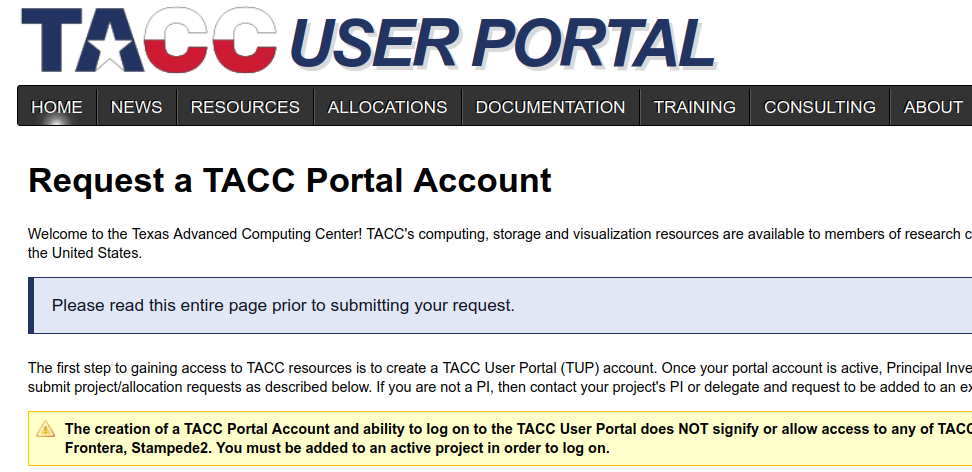 TACC USER PORTAL
HOME NEWS RESOURCES ALLOCATIONS DOCUMENTATION TRAINING CONSULTING ABOUT
Request a TACC Portal Account
Welcome to the Texas Advanced Computing Center! TACC's computing, storage and visualization resources are available to members of research c
the United States.
Please read this entire page prior to submitting your request.
The first step to gaining access to TACC resources is to create a TACC User Portal (TUP) account. Once your portal account is active, Principal Inve
submit project/allocation requests as described below. If you are not a PI, then contact your project's PI or delegate and request to be added to an ex
The creation of a TACC Portal Account and ability to log on to the TACC User Portal does NOT signify or allow access to any of TACC
Frontera, Stampede2. You must be added to an active project in order to log on.